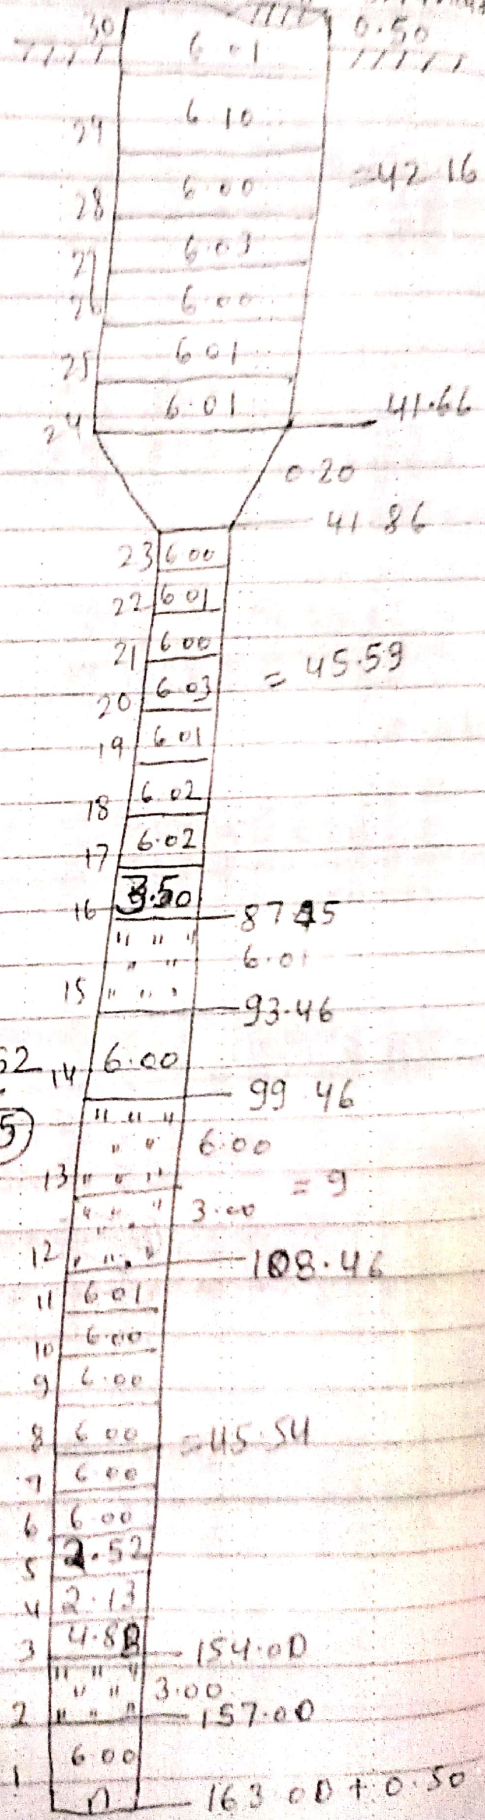 30 0.50
6.01
29 6.10
=42.16
28 6.00
27 6.03
26 6.00
25 6.01
24 6.01 41.66
0.20
41.86
23 6.00
22 6.01
21 6.00
= 45.59
20 6.03
19 6.01
18 6.02
17 6.02
16 3.50 87.45
" " "
" " 6.01
15 " " "
93.46
52 14 6.00
99.46
5 " " "
" " 6.00
13 " " "
= 9
" " " 3.00
12 " " " 108.46
11 6.01
10 6.00
9 6.00
8 6.00 =45.54
7 6.00
6 6.00
5 2.52
4 2.13
3 4.88 154.00
" " "
" " 3.00
2 " " " 157.00
6.00
1 163.00 + 0.50